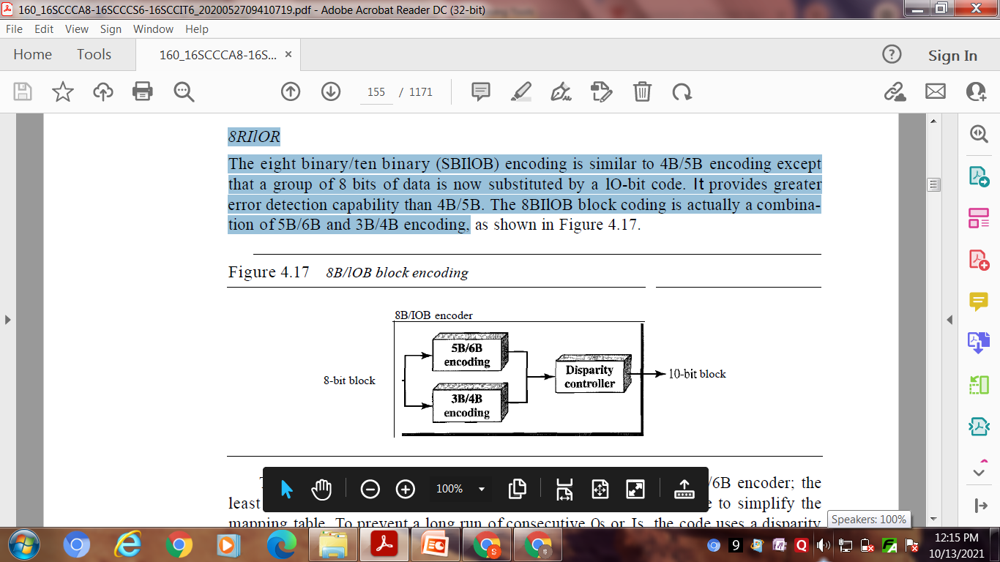 160_16SCCCA8-16SCCCS6-16SCCIT6_2020052709410719.pdf - Adobe Acrobat Reader DC (32-bit)
File Edit View Sign Window Help
Home Tools 160_16SCCCA8-16S... × Sign In
155 / 1171
8RIlOR
The eight binary/ten binary (SBIlOB) encoding is similar to 4B/5B encoding except
that a group of 8 bits of data is now substituted by a lO-bit code. It provides greater
error detection capability than 4B/5B. The 8BIlOB block coding is actually a combina-
tion of 5B/6B and 3B/4B encoding, as shown in Figure 4.17.
Figure 4.17 8B/lOB block encoding
8B/IOB encoder
5B/6B
encoding
8-bit block
Disparity
controller
10-bit block
3B/4B
encoding
/6B encoder; the
least
e to simplify the
mapping table. To prevent a long run of consecutive Os or Is, the code uses a disparity
100%
Speakers: 100%
12:15 PM
10/13/2021